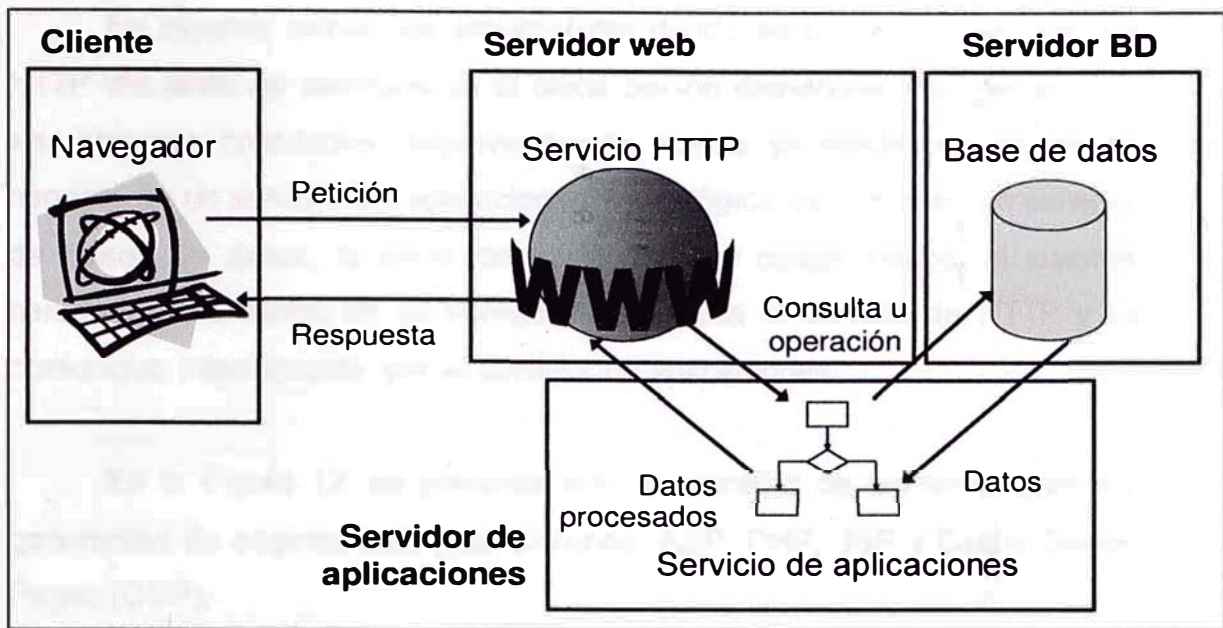 Cliente
Servidor web
Servidor BD
Navegador
Servicio HTTP
Base de datos
Petición
WWW
Respuesta
Consulta u
operación
Datos
procesados
Datos
Servidor de
aplicaciones
Servicio de aplicaciones